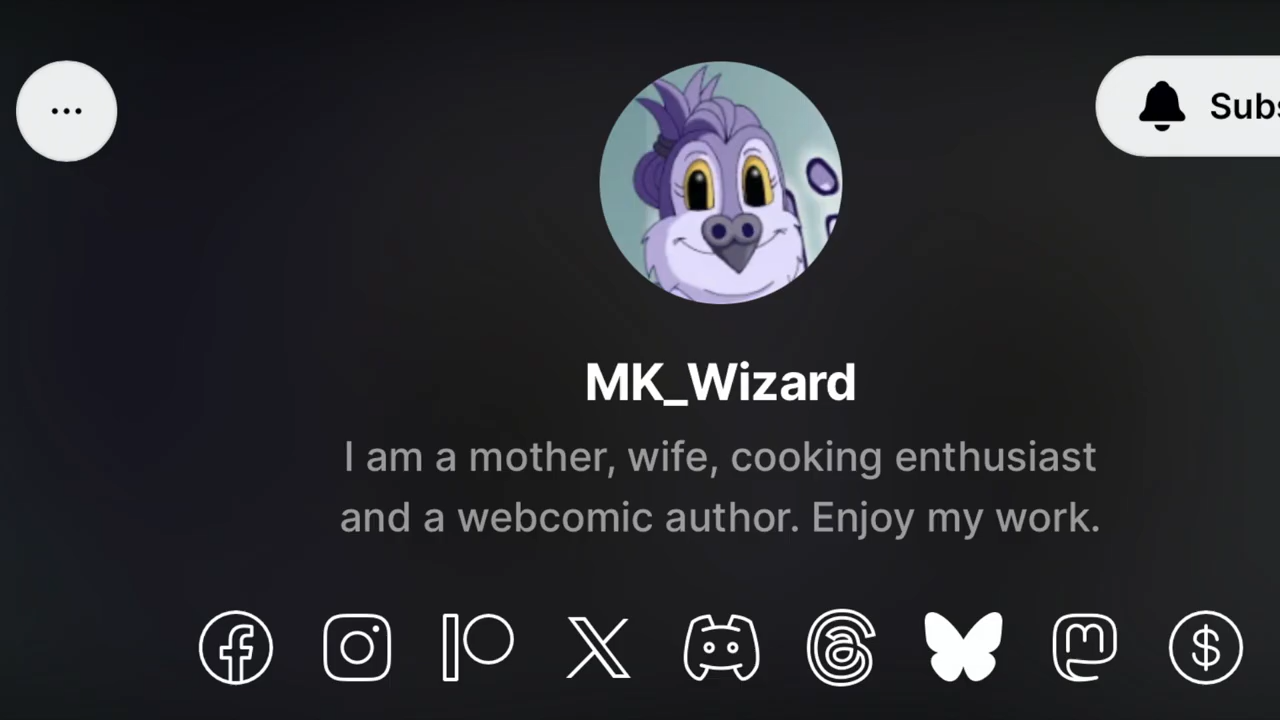 Subs
MK_Wizard
I am a mother, wife, cooking enthusiast
and a webcomic author. Enjoy my work.